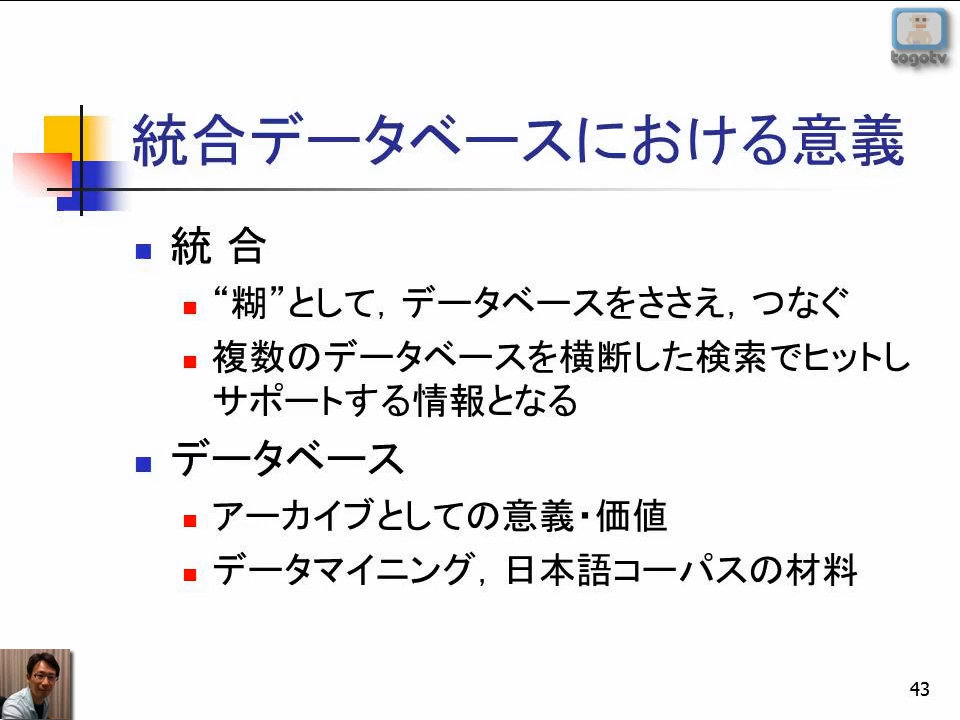 togotv
統合データベースにおける意義
統 合
“糊”として，データベースをささえ，つなぐ
複数のデータベースを横断した検索でヒットし
サポートする情報となる
データベース
アーカイブとしての意義・価値
データマイニング，日本語コーパスの材料
43